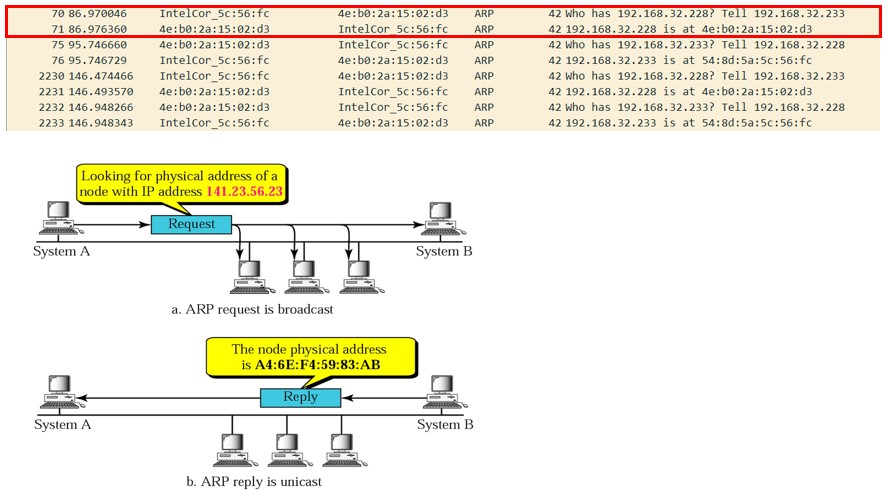 70 86.970046 IntelCor_5c:56:fc 4e:b0:2a:15:02:d3 ARP 42 Who has 192.168.32.228? Tell 192.168.32.233
71 86.976360 4e:b0:2a:15:02:d3 IntelCor_5c:56:fc ARP 42 192.168.32.228 is at 4e:b0:2a:15:02:d3
75 95.746660 4e:b0:2a:15:02:d3 IntelCor_5c:56:fc ARP 42 Who has 192.168.32.233? Tell 192.168.32.228
76 95.746729 IntelCor_5c:56:fc 4e:b0:2a:15:02:d3 ARP 42 192.168.32.233 is at 54:8d:5a:5c:56:fc
2230 146.474466 IntelCor_5c:56:fc 4e:b0:2a:15:02:d3 ARP 42 Who has 192.168.32.228? Tell 192.168.32.233
2231 146.493570 4e:b0:2a:15:02:d3 IntelCor_5c:56:fc ARP 42 192.168.32.228 is at 4e:b0:2a:15:02:d3
2232 146.948266 4e:b0:2a:15:02:d3 IntelCor_5c:56:fc ARP 42 Who has 192.168.32.233? Tell 192.168.32.228
2233 146.948343 IntelCor_5c:56:fc 4e:b0:2a:15:02:d3 ARP 42 192.168.32.233 is at 54:8d:5a:5c:56:fc
Looking for physical address of a
node with IP address 141.23.56.23
Request
System A
System B
a. ARP request is broadcast
The node physical address
is A4:6E:F4:59:83:AB
Reply
System A
System B
b. ARP reply is unicast